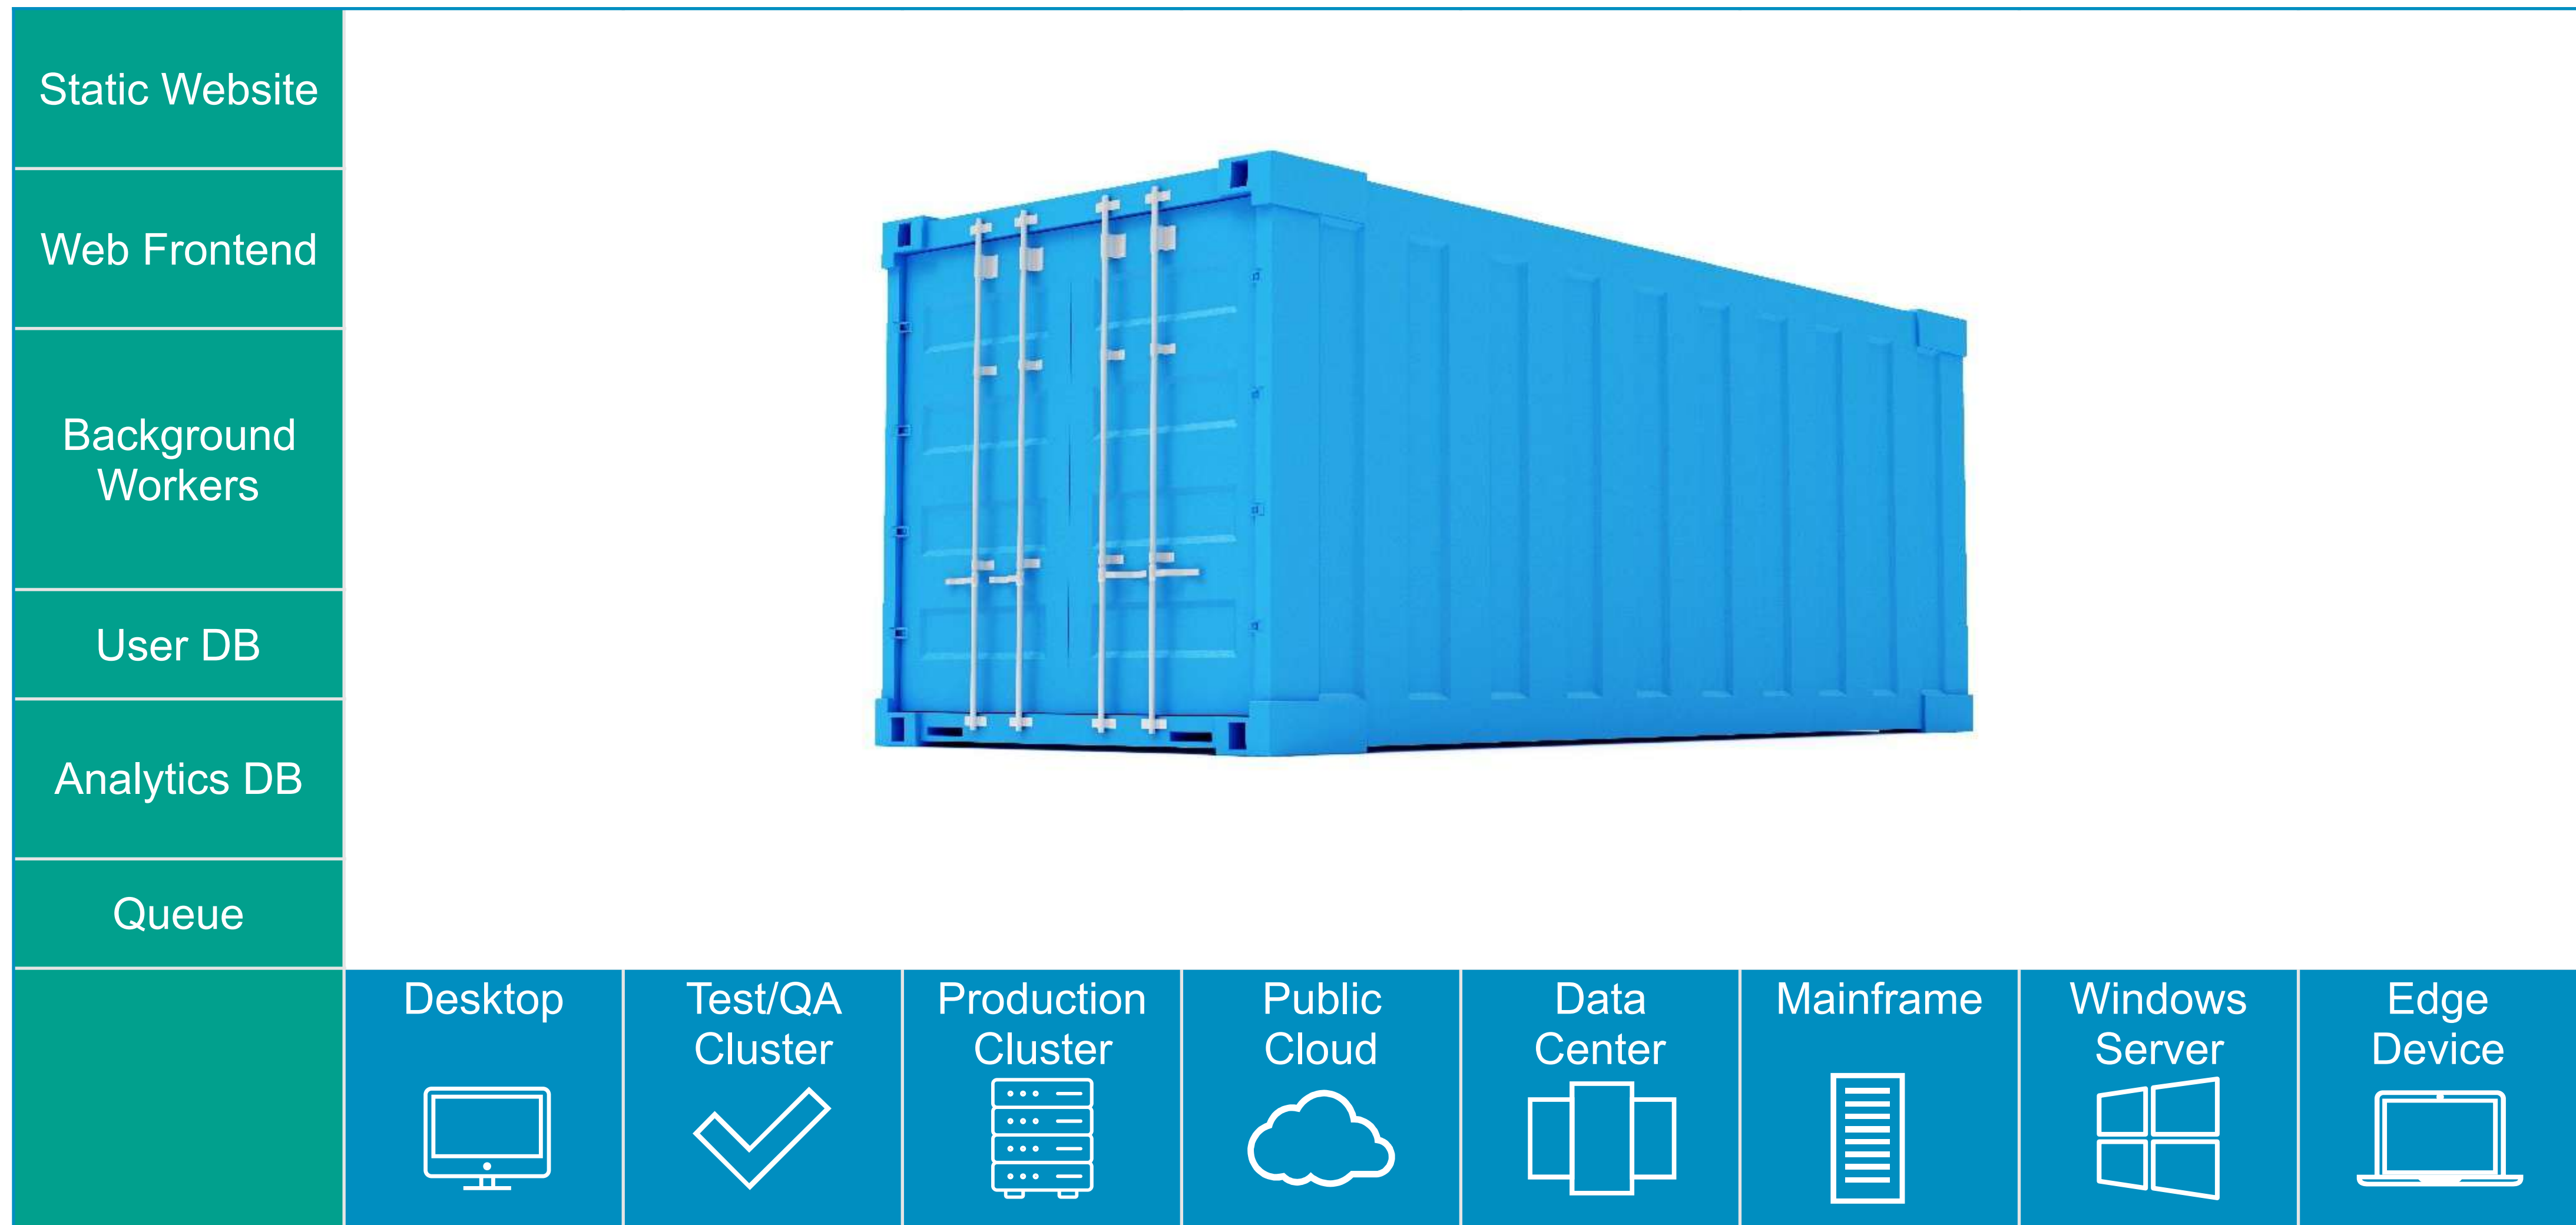 Static Website
Web Frontend
Background
Workers
User DB
Analytics DB
Queue
Desktop
Test/QA
Cluster
Production
Cluster
Public
Cloud
Data
Center
Mainframe
Windows
Server
Edge
Device